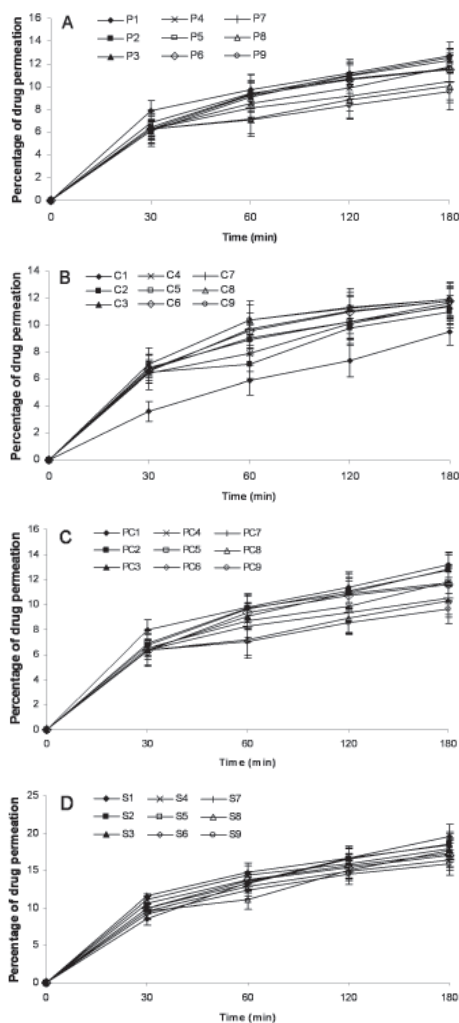 A
P1 P4 P7
P2 P5 P8
P3 P6 P9
Percentage of drug permeation
16
14
12
10
8
6
4
2
0
0 30 60 120 180
Time (min)
B
C1 C4 C7
C2 C5 C8
C3 C6 C9
Percentage of drug permeation
14
12
10
8
6
4
2
0
0 30 60 120 180
Time (min)
C
PC1 PC4 PC7
PC2 PC5 PC8
PC3 PC6 PC9
Percentage of drug permeation
16
14
12
10
8
6
4
2
0
0 30 60 120 180
Time (min)
D
S1 S4 S7
S2 S5 S8
S3 S6 S9
Percentage of drug permeation
25
20
15
10
5
0
0 30 60 120 180
Time (min)